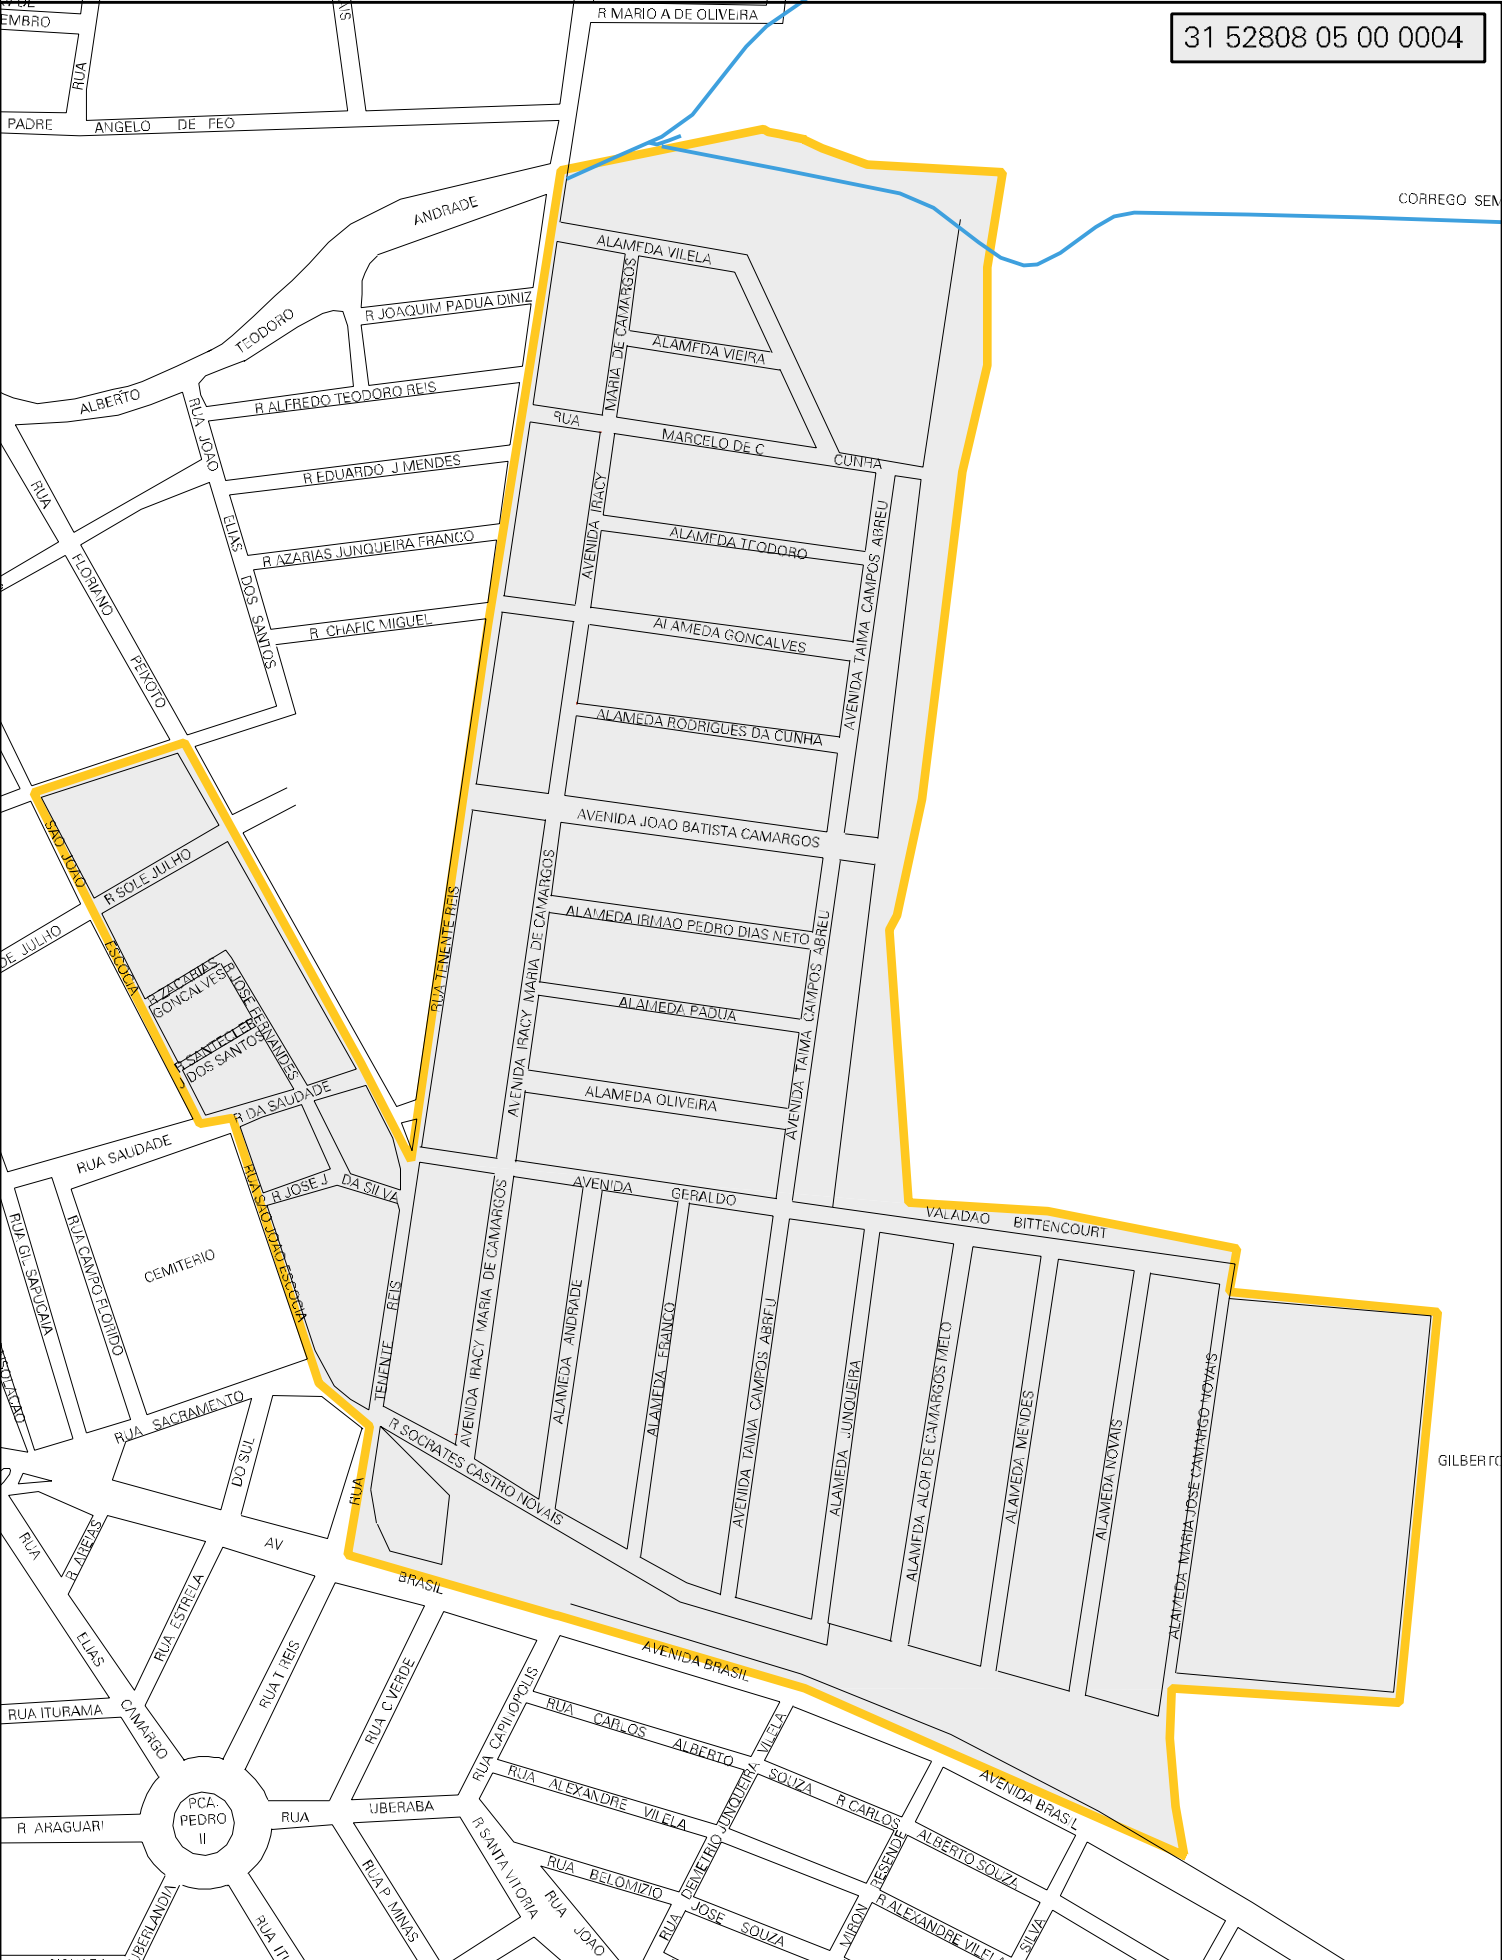 EMBRO
R MARIO A DE OLIVEIRA
31 52808 05 00 0004
RUA
PADRE
ANGELO DE FEO
CORREGO SEM
ANDRADE
TEODORO
ALBERTO
R JOAQUIM PADUA DINIZ
R ALFREDO TEODORO REIS
R EDUARDO J MENDES
R AZARIAS JUNQUEIRA FRANCO
R CHAFIC MIGUEL
RUA JOAO
ELIAS DOS SANTOS
RUA
FLORIANO
PEIXOTO
ALAMEDA VILELA
MARIA DE CAMARGOS
ALAMEDA VIEIRA
RUA
MARCELO DE C
CUNHA
AVENIDA IRACY
ALAMEDA TEODORO
AVENIDA TAIMA CAMPOS ABREU
ALAMEDA GONCALVES
ALAMEDA RODRIGUES DA CUNHA
AVENIDA JOAO BATISTA CAMARGOS
SAO JOAO
R SOLE JULHO
DE JULHO
ESCOCIA
R ZACARIAS
GONCALVES
R JOSE FERNANDES
R SANTECLER
J DOS SANTOS
RUA TENENTE REIS
AVENIDA IRACY MARIA DE CAMARGOS
ALAMEDA IRMAO PEDRO DIAS NETO
AVENIDA TAIMA CAMPOS ABREU
ALAMEDA PADUA
ALAMEDA OLIVEIRA
R DA SAUDADE
RUA SAUDADE
R JOSE J
DA SILVA
RUA SAO JOAO ESCOCIA
RUA GIL SAPUCAIA
RUA CAMPO FLORIDO
CEMITERIO
AVENIDA
GERALDO
VALADAO
BITTENCOURT
TENENTE REIS
AVENIDA IRACY MARIA DE CAMARGOS
ALAMEDA ANDRADE
ALAMEDA FRANCO
AVENIDA TAIMA CAMPOS ABREU
ALAMEDA JUNQUEIRA
ALAMEDA ALOR DE CAMARGOS MELO
ALAMEDA MENDES
ALAMEDA NOVAIS
ALAMEDA MARIA JOSE CAMARGO NOVAIS
GILBERTO
RUA SACRAMENTO
R SOCRATES CASTRO NOVAIS
DO SUL
RUA
AV
BRASIL
RUA
R AREIAS
RUA ESTRELA
ELIAS
RUA T REIS
RUA C VERDE
RUA CAPINOPOLIS
AVENIDA BRASIL
RUA ITURAMA
CAMARGO
RUA CARLOS ALBERTO
SOUZA
VILELA
AVENIDA BRASIL
PCA.
PEDRO
II
R ARAGUARI
RUA
UBERABA
RUA ALEXANDRE VILELA
DEMETRIO JUNQUEIRA
R CARLOS
ALBERTO SOUZA
RESENDE
R SANTA VITORIA
RUA P MINAS
RUA BELOMIZIO
JOSE SOUZA
RUA
RUA JOAO
MIRON
R ALEXANDRE VILELA
SILVA
UBERLANDIA